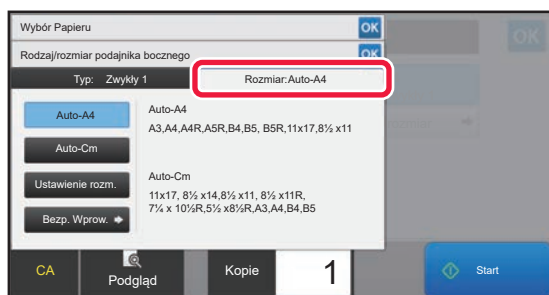 Wybór Papieru OK
Rodzaj/rozmiar podajnika bocznego OK
Typ: Zwykły 1 Rozmiar:Auto-A4
Auto-A4
Auto-Cm
Ustawienie rozm.
Bezp. Wprow.
Auto-A4
A3,A4,A4R,A5R,B4,B5, B5R,11x17,8½ x11
Auto-Cm
11x17, 8½ x14,8½ x11, 8½ x11R,
7¼ x 10½R,5½ x8½R,A3,A4,B4,B5
OK
CA
Podgląd
Kopie
1
Start